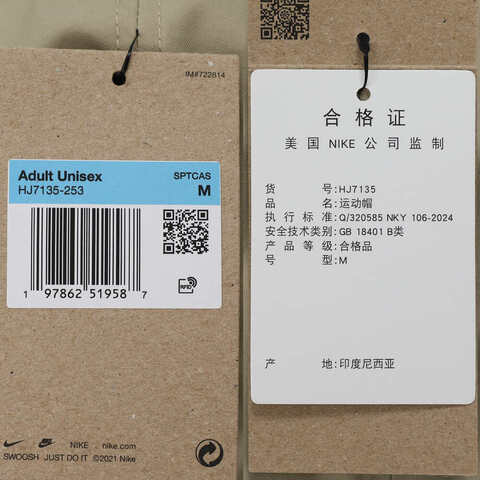 IM#722614
Adult Unisex
SPTCAS
HJ7135-253
M
1 97862 51958 7
RFID
NIKE nike.com
SWOOSH JUST DO IT ©2021 Nike
合格证
美国 NIKE 公司监制
货 号:HJ7135
品 名:运动帽
执行标准:Q/320585 NKY 106-2024
安全技术类别:GB 18401 B类
产品等级:合格品
号 型:M
产 地:印度尼西亚